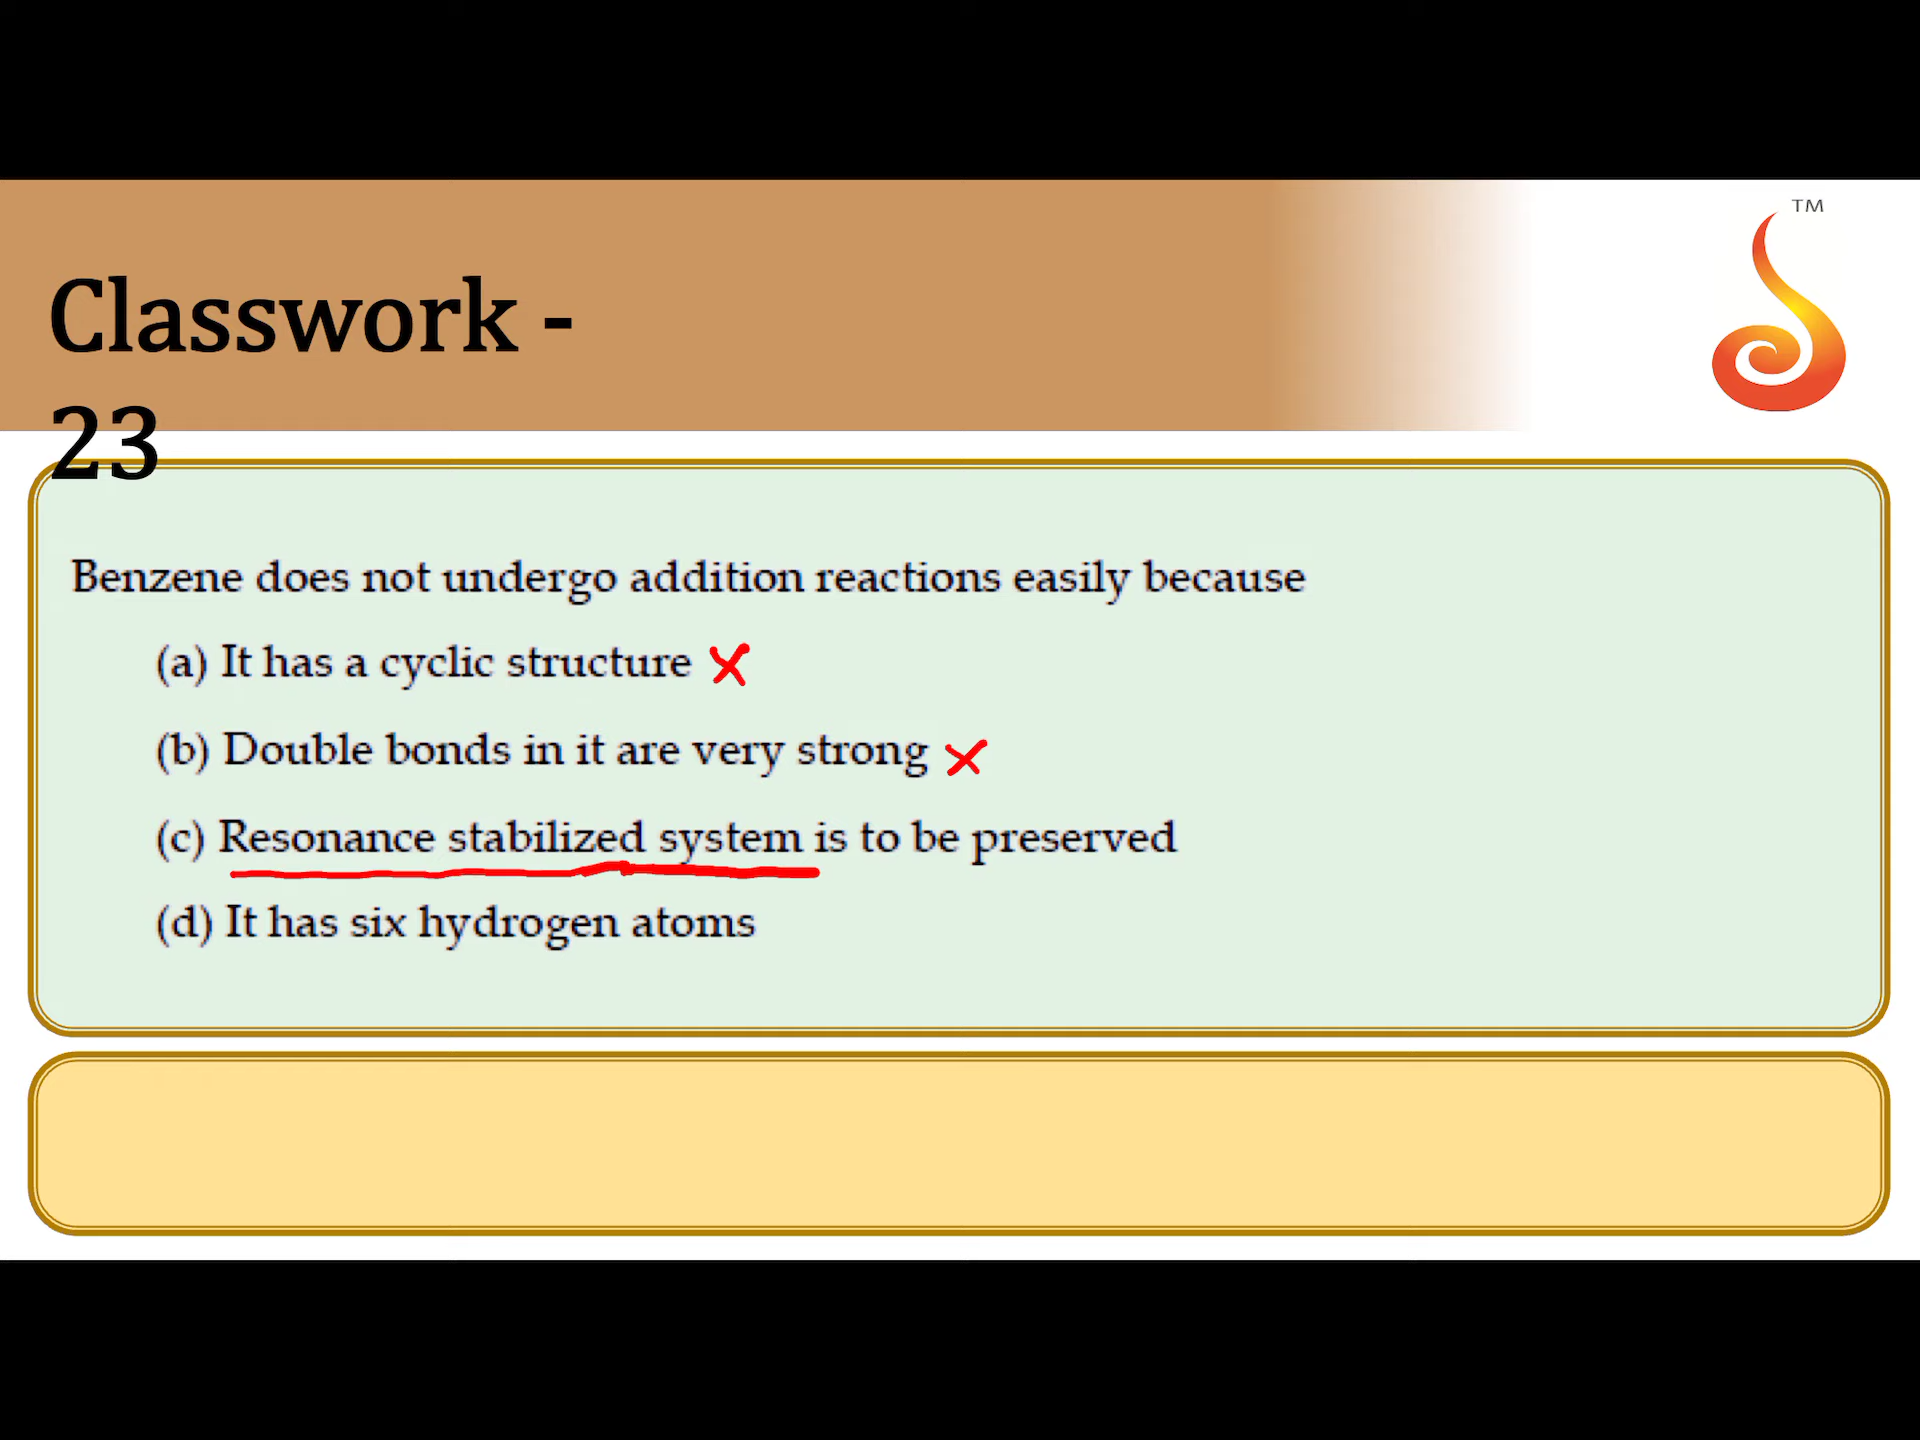 TM
Classwork -
23
Benzene does not undergo addition reactions easily because
(a) It has a cyclic structure
(b) Double bonds in it are very strong
(c) Resonance stabilized system is to be preserved
(d) It has six hydrogen atoms